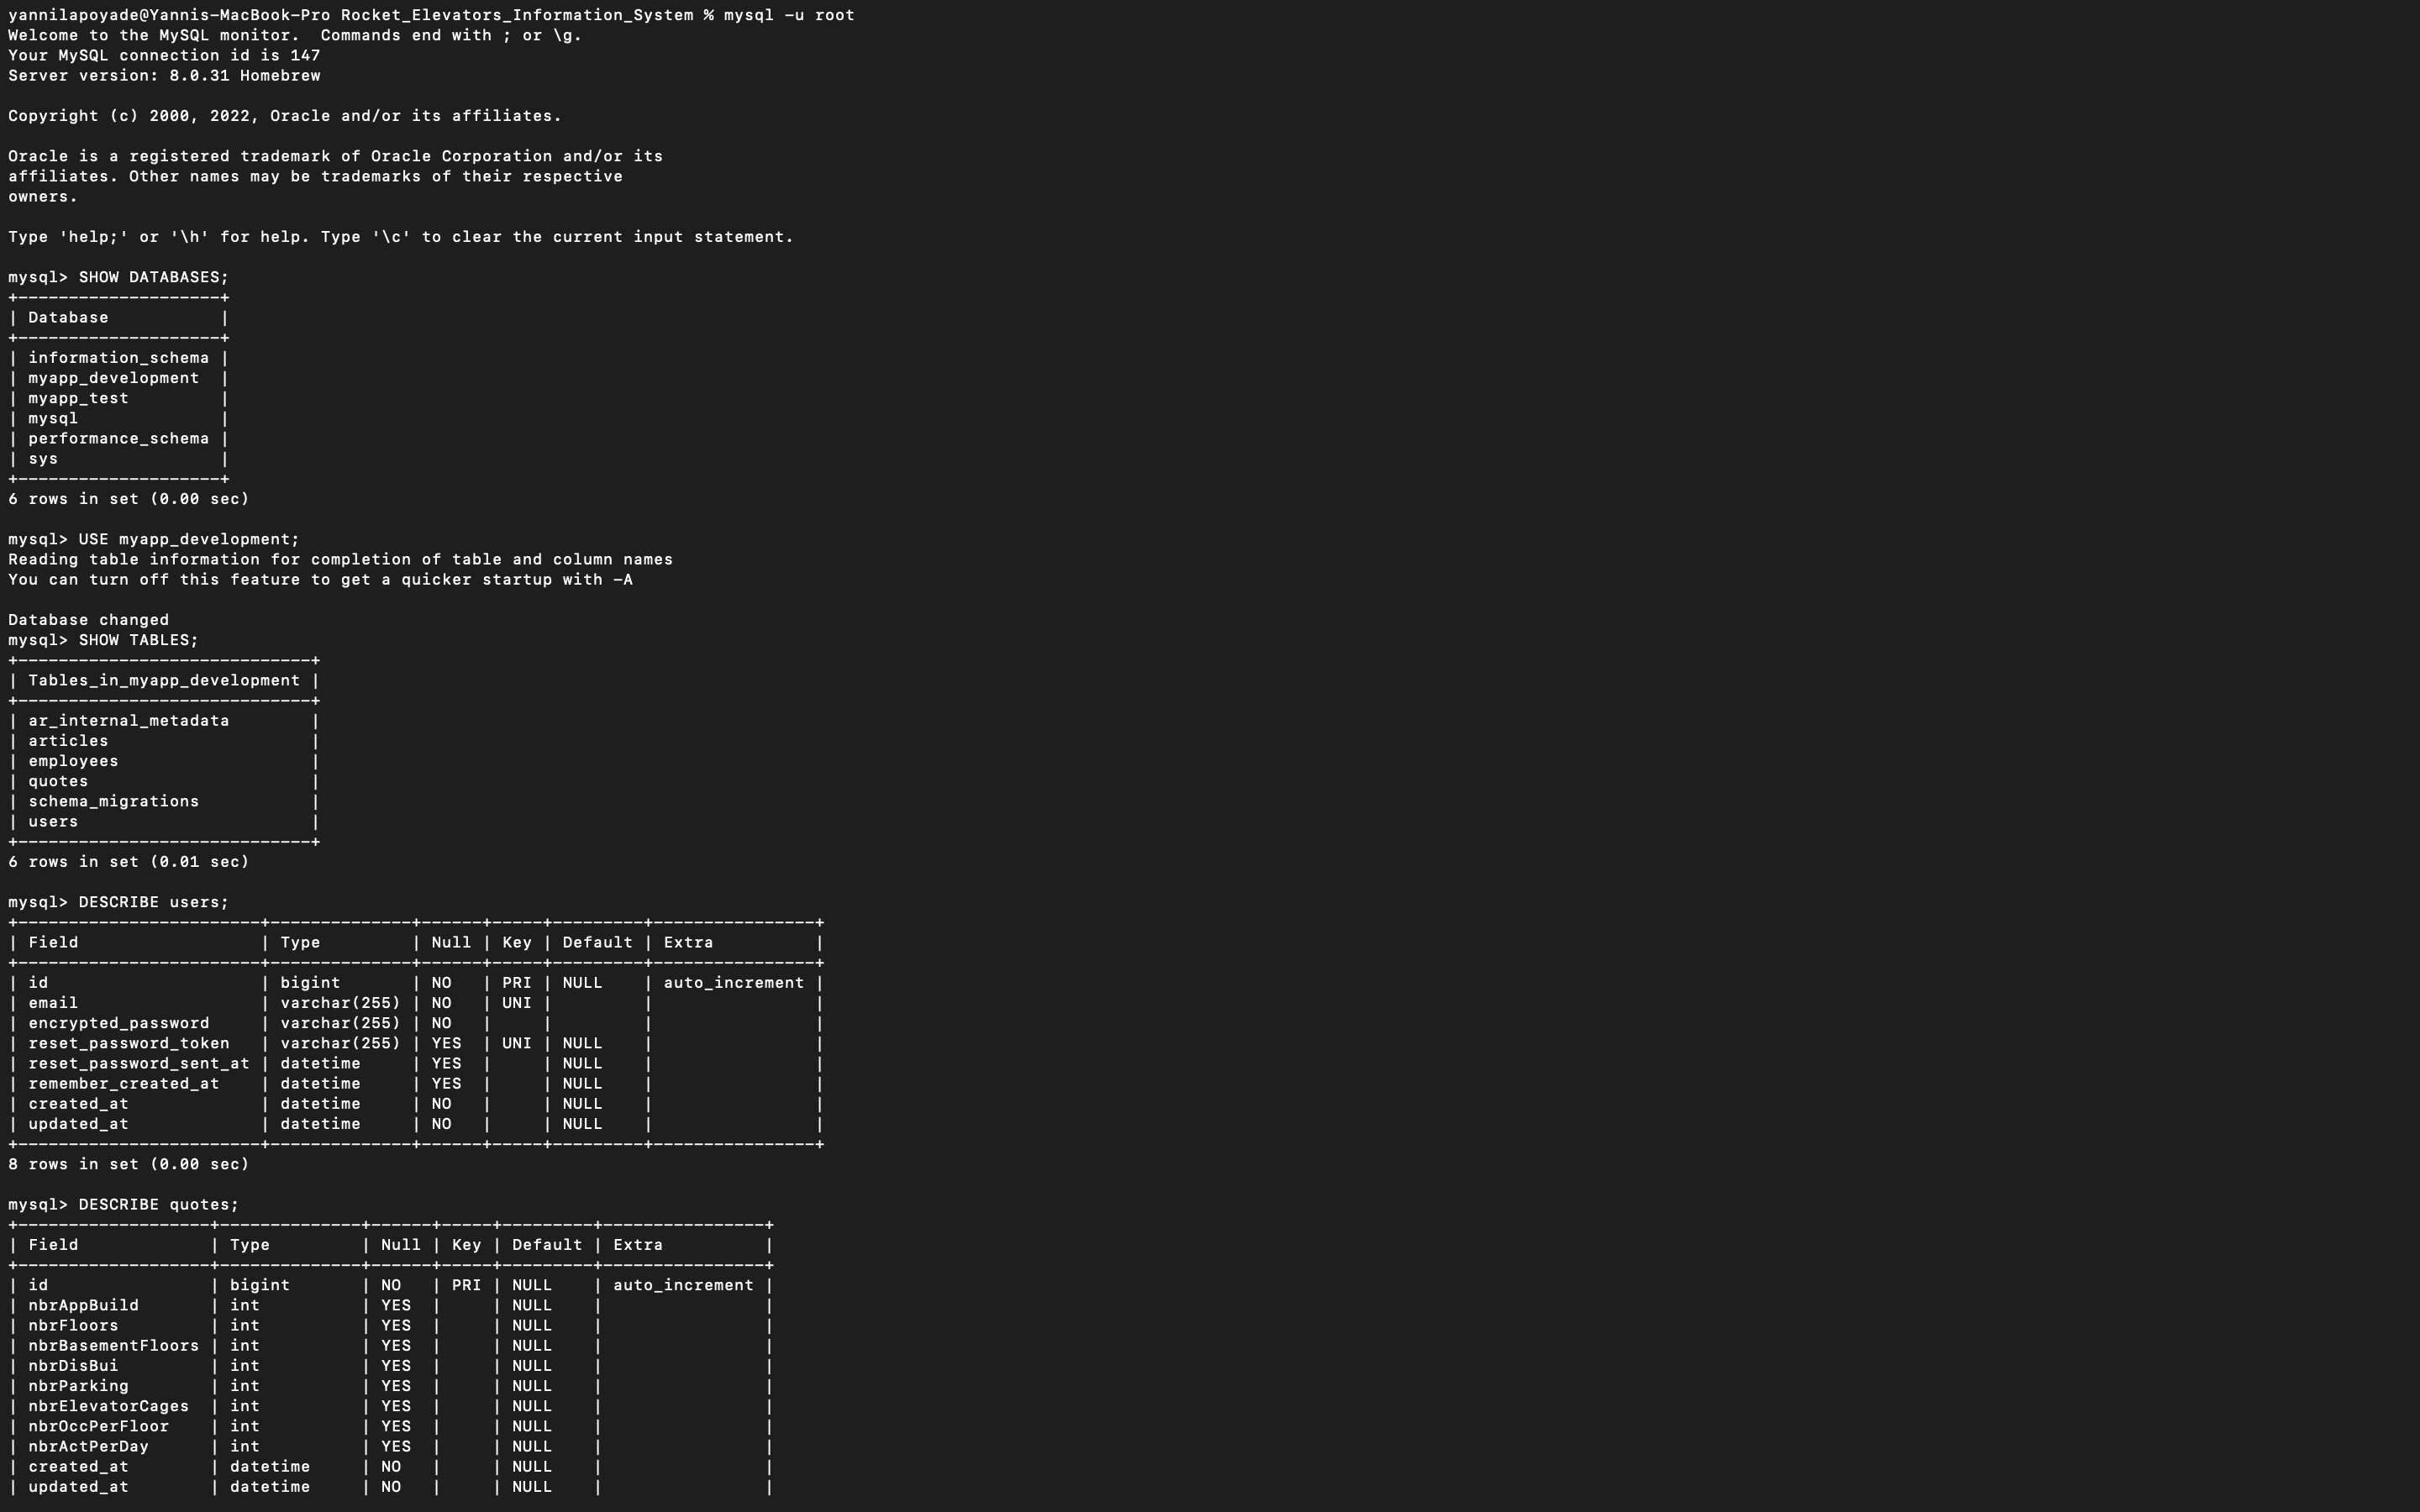 yannilapoyade@Yannis-MacBook-Pro Rocket_Elevators_Information_System % mysql -u root
Welcome to the MySQL monitor.  Commands end with ; or \g.
Your MySQL connection id is 147
Server version: 8.0.31 Homebrew

Copyright (c) 2000, 2022, Oracle and/or its affiliates.

Oracle is a registered trademark of Oracle Corporation and/or its
affiliates. Other names may be trademarks of their respective
owners.

Type 'help;' or '\h' for help. Type '\c' to clear the current input statement.

mysql> SHOW DATABASES;
+--------------------+
| Database           |
+--------------------+
| information_schema |
| myapp_development  |
| myapp_test         |
| mysql              |
| performance_schema |
| sys                |
+--------------------+
6 rows in set (0.00 sec)

mysql> USE myapp_development;
Reading table information for completion of table and column names
You can turn off this feature to get a quicker startup with -A

Database changed
mysql> SHOW TABLES;
+-----------------------------+
| Tables_in_myapp_development |
+-----------------------------+
| ar_internal_metadata        |
| articles                    |
| employees                   |
| quotes                      |
| schema_migrations           |
| users                       |
+-----------------------------+
6 rows in set (0.01 sec)

mysql> DESCRIBE users;
+------------------------+--------------+------+-----+---------+----------------+
| Field                  | Type         | Null | Key | Default | Extra          |
+------------------------+--------------+------+-----+---------+----------------+
| id                     | bigint       | NO   | PRI | NULL    | auto_increment |
| email                  | varchar(255) | NO   | UNI |         |                |
| encrypted_password     | varchar(255) | NO   |     |         |                |
| reset_password_token   | varchar(255) | YES  | UNI | NULL    |                |
| reset_password_sent_at | datetime     | YES  |     | NULL    |                |
| remember_created_at    | datetime     | YES  |     | NULL    |                |
| created_at             | datetime     | NO   |     | NULL    |                |
| updated_at             | datetime     | NO   |     | NULL    |                |
+------------------------+--------------+------+-----+---------+----------------+
8 rows in set (0.00 sec)

mysql> DESCRIBE quotes;
+-------------------+--------------+------+-----+---------+----------------+
| Field             | Type         | Null | Key | Default | Extra          |
+-------------------+--------------+------+-----+---------+----------------+
| id                | bigint       | NO   | PRI | NULL    | auto_increment |
| nbrAppBuild       | int          | YES  |     | NULL    |                |
| nbrFloors         | int          | YES  |     | NULL    |                |
| nbrBasementFloors | int          | YES  |     | NULL    |                |
| nbrDisBui         | int          | YES  |     | NULL    |                |
| nbrParking        | int          | YES  |     | NULL    |                |
| nbrElevatorCages  | int          | YES  |     | NULL    |                |
| nbrOccPerFloor    | int          | YES  |     | NULL    |                |
| nbrActPerDay      | int          | YES  |     | NULL    |                |
| created_at        | datetime     | NO   |     | NULL    |                |
| updated_at        | datetime     | NO   |     | NULL    |                |